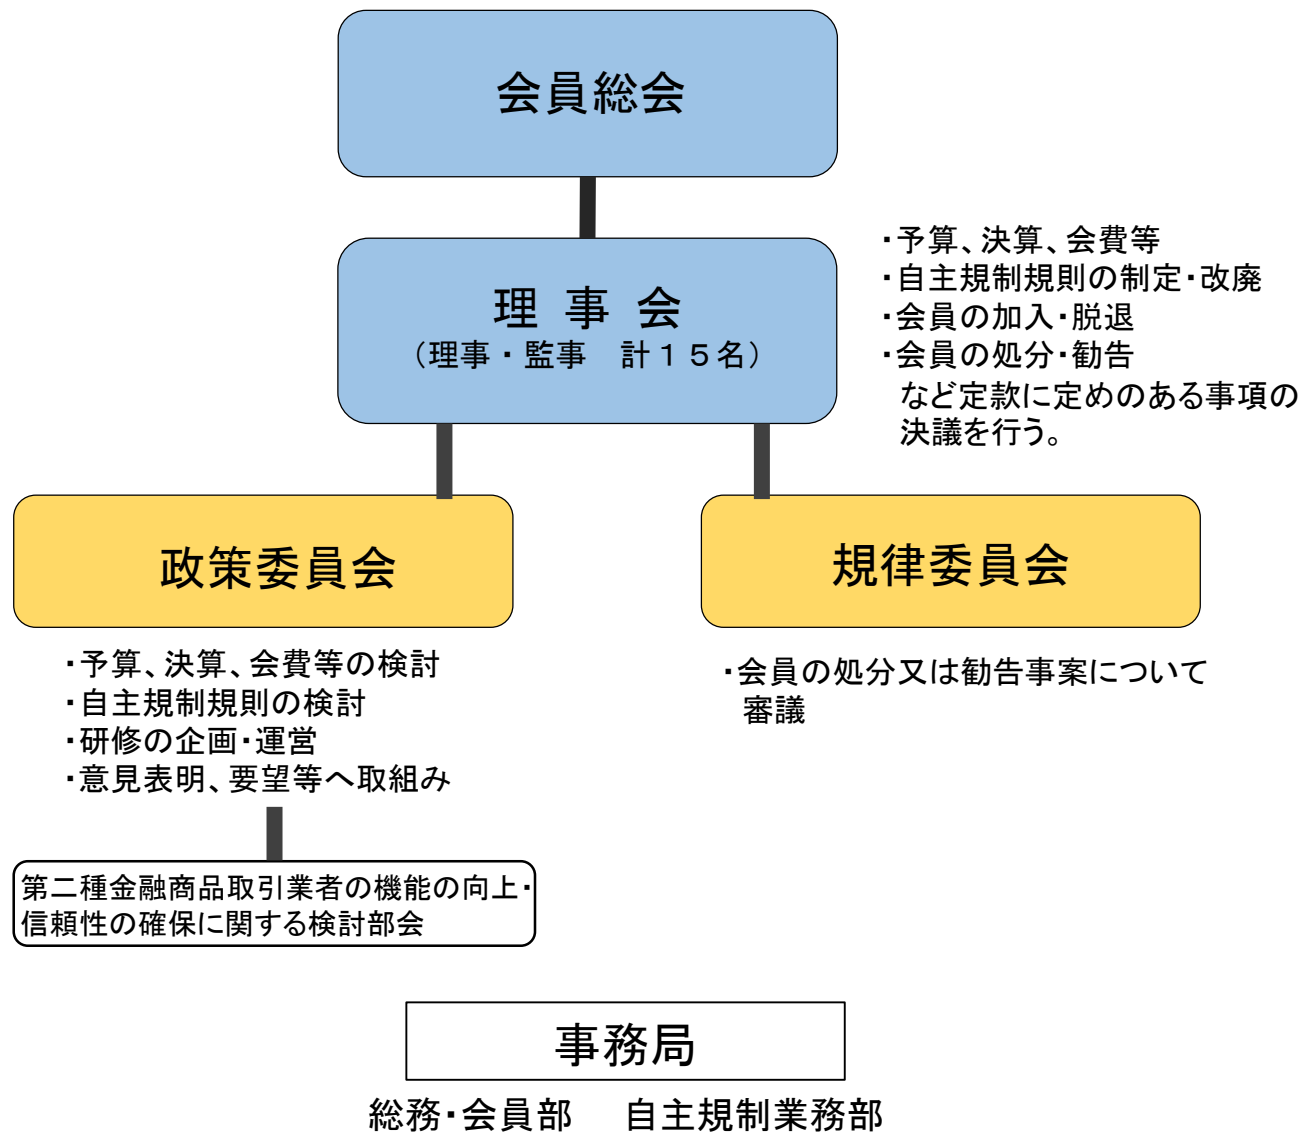 会員総会
理 事 会
（理事・監事　計１５名）
・予算、決算、会費等
・自主規制規則の制定・改廃
・会員の加入・脱退
・会員の処分・勧告
など定款に定めのある事項の
決議を行う。
政策委員会
規律委員会
・予算、決算、会費等の検討
・自主規制規則の検討
・研修の企画・運営
・意見表明、要望等へ取組み
・会員の処分又は勧告事案について
審議
第二種金融商品取引業者の機能の向上・
信頼性の確保に関する検討部会
事務局
総務・会員部　自主規制業務部